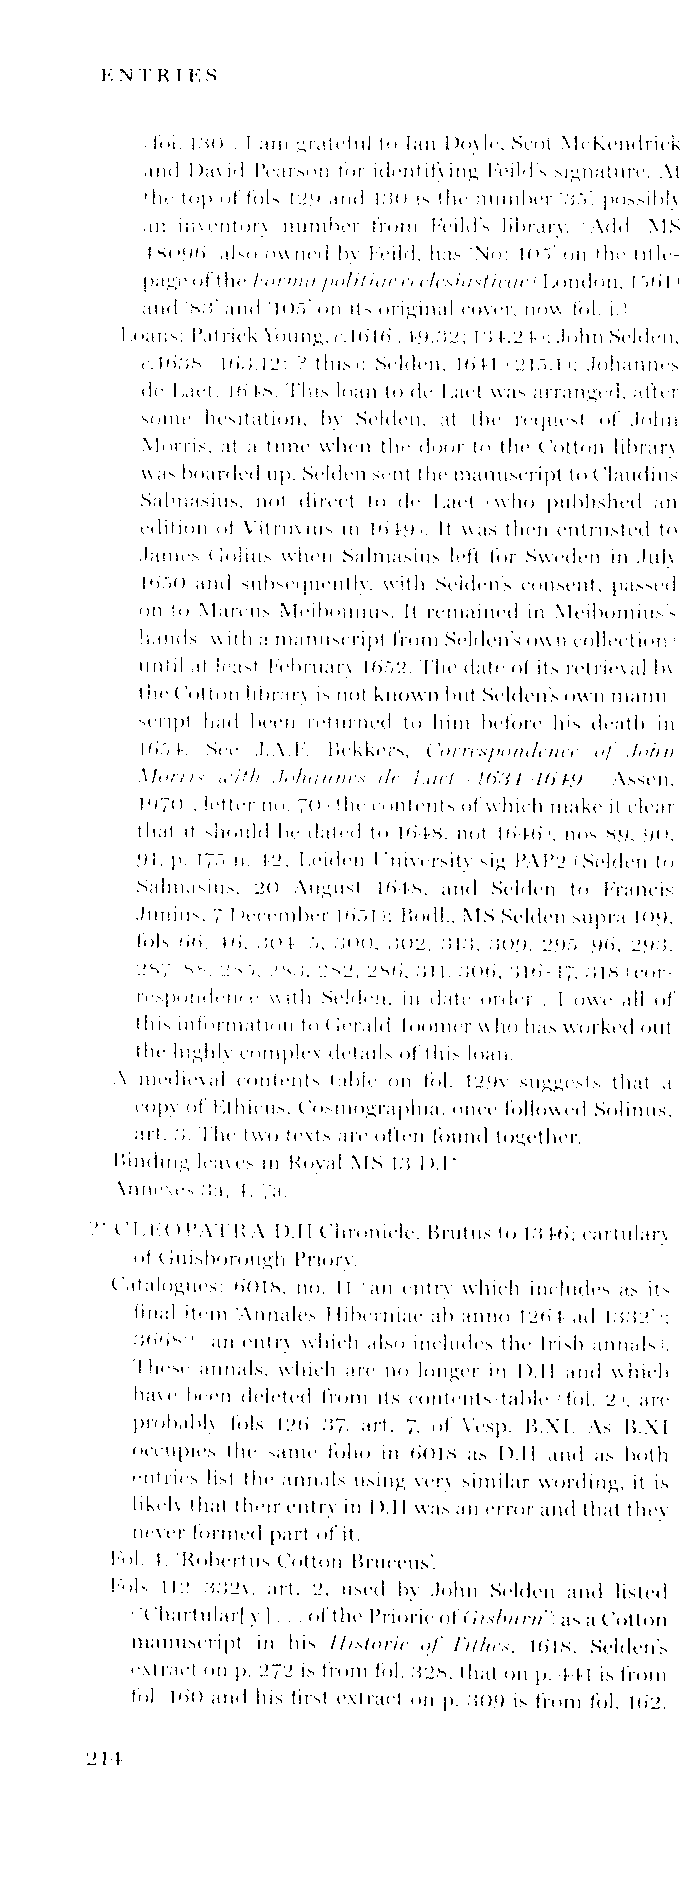 ENTRIES
(fol. 130). I am grateful to Ian Doyle, Scot McKendrick
and David Pearson for identifying Feild's signature. At
the top of fols 129 and 130 is the number '35', possibly
an inventory number from Feild's library. (Add. MS
48096, also owned by Feild, has 'No: 105' on the title-
page of the Forma politiae ecclesiasticae (London, 1561)
and '83' and '105' on its original cover, now fol. i.)
Loans: Patrick Young, c.1616 (49.32; 134.24); John Selden,
c.1638 (163.12: ? this); Selden, 1641 (215.1); Johannes
de Laet, 1648. This loan to de Laet was arranged, after
some hesitation, by Selden, at the request of John
Morris, at a time when the door to the Cotton library
was boarded up. Selden sent the manuscript to Claudius
Salmasius, not direct to de Laet (who published an
edition of Vitruvius in 1649). It was then entrusted to
James Golius when Salmasius left for Sweden in July
1650 and subsequently, with Selden's consent, passed
on to Marcus Meibomius. It remained in Meibomius's
hands (with a manuscript from Selden's own collection)
until at least February 1652. The date of its retrieval by
the Cotton library is not known but Selden's own manu-
script had been returned to him before his death in
1654. See J.A.F. Bekkers, Correspondence of John
Morris with Johannes de Laet (1634-1649) (Assen,
1970), letter no. 70 (the contents of which make it clear
that it should be dated to 1648, not 1646), nos 89, 90,
91, p. 175 n. 42, Leiden University sig PAP2 (Selden to
Salmasius, 20 August 1648, and Selden to Francis
Junius, 7 December 1651); Bodl., MS Selden supra 109,
fols 66, 46, 304-5, 300, 302, 313, 309, 295-96, 293,
287-88, 285, 283, 282, 286, 311, 306, 316-17, 318 (cor-
respondence with Selden, in date order). I owe all of
this information to Gerald Toomer who has worked out
the highly complex details of this loan.
A medieval contents table on fol. 129v suggests that a
copy of Ethicus, Cosmographia, once followed Solinus,
art. 3. The two texts are often found together.
Binding leaves in Royal MS 13 D.I*
Annexes 3a, 4, 7a.
?* CLEOPATRA D.II Chronicle, Brutus to 1346; cartulary
of Guisborough Priory.
Catalogues: 6018, no. 11 (an entry which includes as its
final item 'Annales Hiberniae ab anno 1264 ad 1332');
36682 (an entry which also includes the Irish annals).
These annals, which are no longer in D.II and which
have been deleted from its contents-table (fol. 2), are
probably fols 126-37, art. 7, of Vesp. B.XI. As B.XI
occupies the same folio in 6018 as D.II and as both
entries list the annals using very similar wording, it is
likely that their entry in D.II was an error and that they
never formed part of it.
Fol. 4, 'Robertus Cotton Bruceus'.
Fols 112-332v, art. 2, used by John Selden and listed
('Chartular[y] . . . of the Priorie of Gisburn') as a Cotton
manuscript in his Historie of Tithes, 1618. Selden's
extract on p. 272 is from fol. 328, that on p. 441 is from
fol. 160 and his first extract on p. 309 is from fol. 162.
214